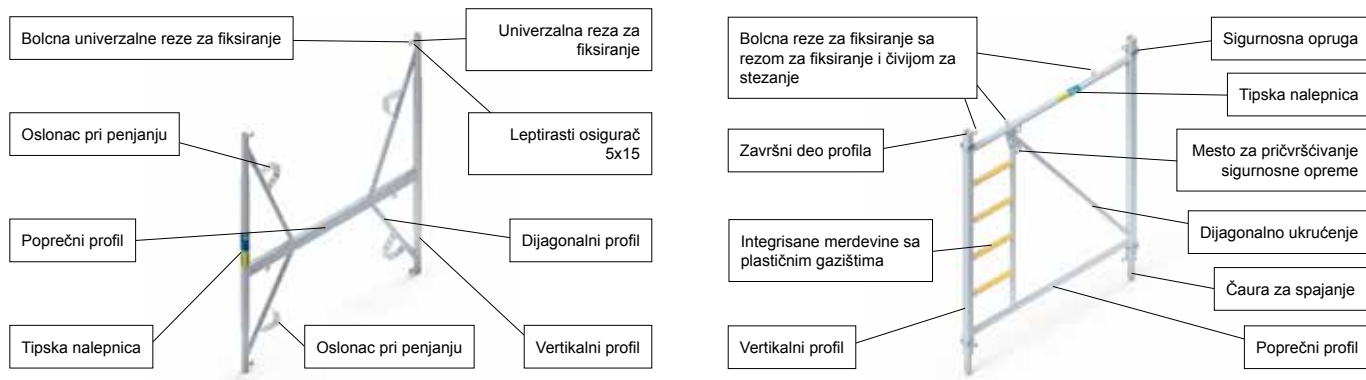 Bolcna univerzalne reze za fiksiranje
Univerzalna reza za
fiksiranje
Oslonac pri penjanju
Leptirasti osigurač
5x15
Poprečni profil
Dijagonalni profil
Tipska nalepnica
Oslonac pri penjanju
Vertikalni profil
Bolcna reze za fiksiranje sa
rezom za fiksiranje i čivijom za
stezanje
Sigurnosna opruga
Tipska nalepnica
Završni deo profila
Mesto za pričvršćivanje
sigurnosne opreme
Integrisane merdevine sa
plastičnim gazištima
Dijagonalno ukrućenje
Čaura za spajanje
Vertikalni profil
Poprečni profil